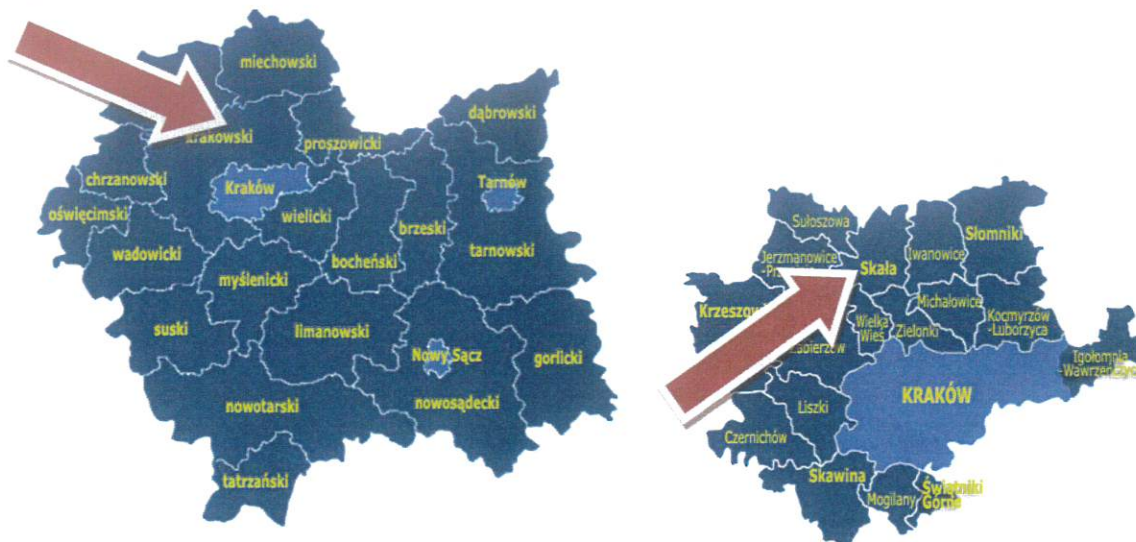 miechowski
dąbrowski
krakowski
proszowicki
chrzanowski
Kraków
Tarnów
oświęcimski
wielicki
brzeski
wadowicki
bocheński
tarnowski
myślenicki
suski
limanowski
Nowy Sącz
gorlicki
nowotarski
nowosądecki
tatrzański
Sułoszowa
Słomniki
Jerzmanowice
Iwanowice
Skała
Michałowice
Wielka
Wieś
Zielonki
Kocmyrzów
-Luborzyca
Igołomnia
-Wawrzeńczyce
KRAKÓW
Liszki
Czernichów
Skawina
Mogilany
Świątniki
Górne